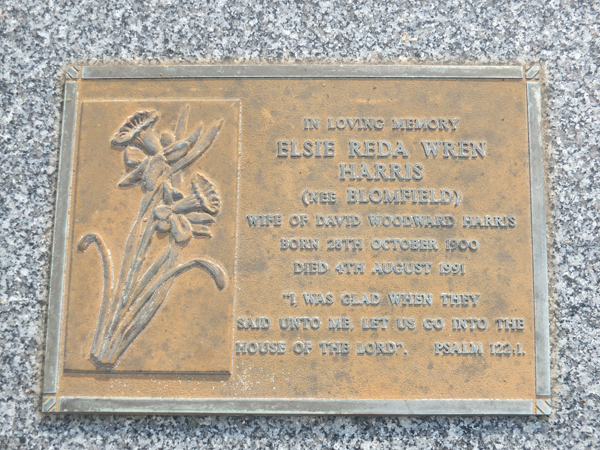 IN LOVING MEMORY
ELSIE REDA WREN
HARRIS
(NEE BLOMFIELD)
WIFE OF DAVID WOODWARD HARRIS
BORN 28TH OCTOBER 1900
DIED 4TH AUGUST 1991
"I WAS GLAD WHEN THEY
SAID UNTO ME, LET US GO INTO THE
HOUSE OF THE LORD". PSALM 122:1.